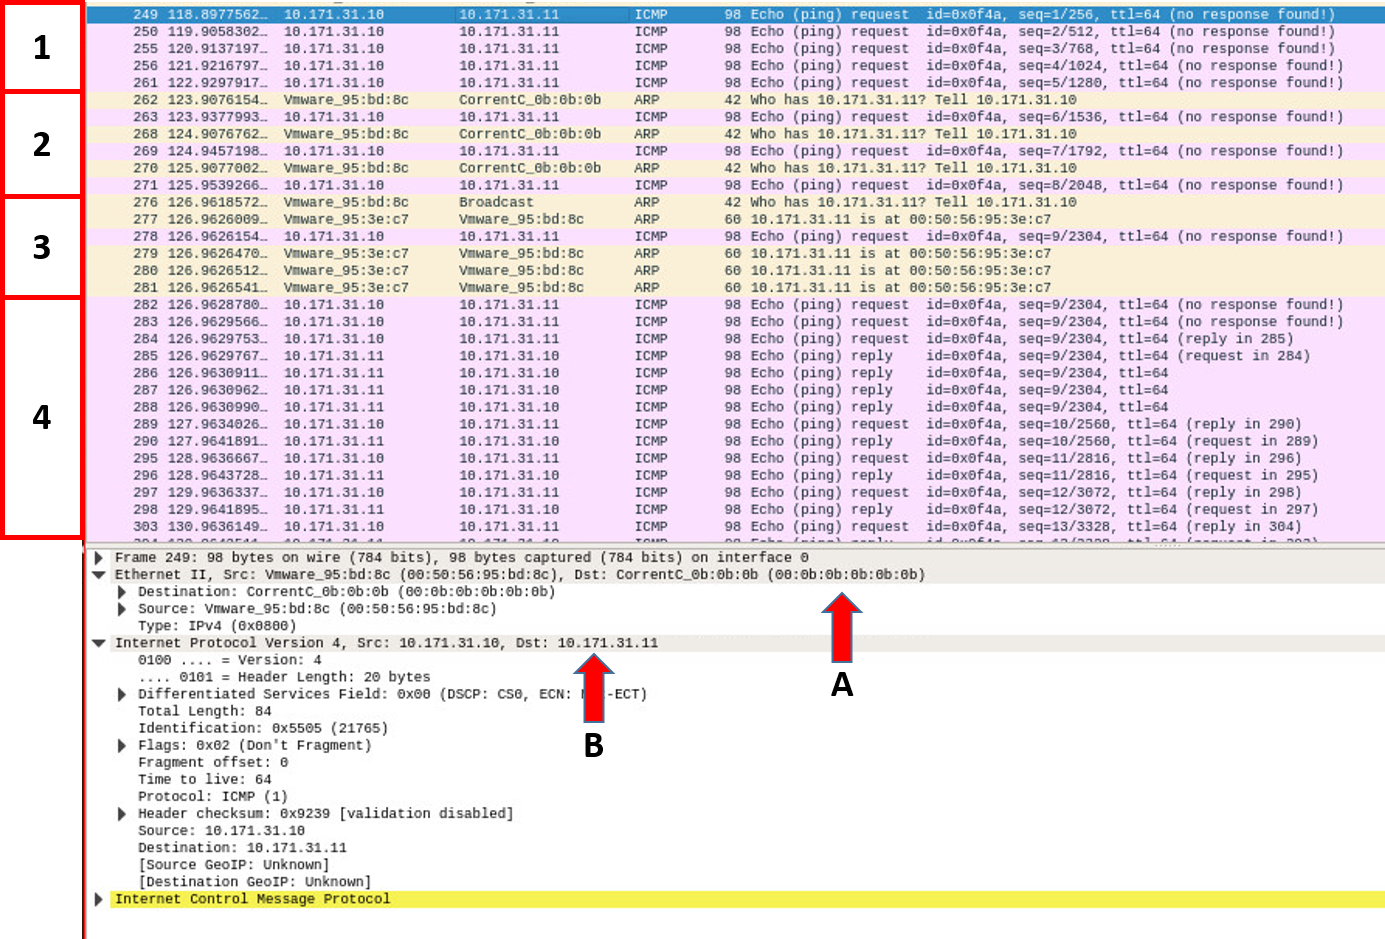 1
249 118.8977562… 10.171.31.10 10.171.31.11 ICMP 98 Echo (ping) request id=0x0f4a, seq=1/256, ttl=64 (no response found!)
250 119.9058302… 10.171.31.10 10.171.31.11 ICMP 98 Echo (ping) request id=0x0f4a, seq=2/512, ttl=64 (no response found!)
255 120.9137197… 10.171.31.10 10.171.31.11 ICMP 98 Echo (ping) request id=0x0f4a, seq=3/768, ttl=64 (no response found!)
256 121.9216797… 10.171.31.10 10.171.31.11 ICMP 98 Echo (ping) request id=0x0f4a, seq=4/1024, ttl=64 (no response found!)
261 122.9297917… 10.171.31.10 10.171.31.11 ICMP 98 Echo (ping) request id=0x0f4a, seq=5/1280, ttl=64 (no response found!)
2
262 123.9076154… Vmware_95:bd:8c CorrentC_0b:0b:0b ARP 42 Who has 10.171.31.11? Tell 10.171.31.10
263 123.9377993… 10.171.31.10 10.171.31.11 ICMP 98 Echo (ping) request id=0x0f4a, seq=6/1536, ttl=64 (no response found!)
268 124.9076762… Vmware_95:bd:8c CorrentC_0b:0b:0b ARP 42 Who has 10.171.31.11? Tell 10.171.31.10
269 124.9457198… 10.171.31.10 10.171.31.11 ICMP 98 Echo (ping) request id=0x0f4a, seq=7/1792, ttl=64 (no response found!)
270 125.9077002… Vmware_95:bd:8c CorrentC_0b:0b:0b ARP 42 Who has 10.171.31.11? Tell 10.171.31.10
271 125.9539266… 10.171.31.10 10.171.31.11 ICMP 98 Echo (ping) request id=0x0f4a, seq=8/2048, ttl=64 (no response found!)
3
276 126.9618572… Vmware_95:bd:8c Broadcast ARP 42 Who has 10.171.31.11? Tell 10.171.31.10
277 126.9626009… Vmware_95:3e:c7 Vmware_95:bd:8c ARP 60 10.171.31.11 is at 00:50:56:95:3e:c7
278 126.9626154… 10.171.31.10 10.171.31.11 ICMP 98 Echo (ping) request id=0x0f4a, seq=9/2304, ttl=64 (no response found!)
279 126.9626470… Vmware_95:3e:c7 Vmware_95:bd:8c ARP 60 10.171.31.11 is at 00:50:56:95:3e:c7
280 126.9626512… Vmware_95:3e:c7 Vmware_95:bd:8c ARP 60 10.171.31.11 is at 00:50:56:95:3e:c7
281 126.9626541… Vmware_95:3e:c7 Vmware_95:bd:8c ARP 60 10.171.31.11 is at 00:50:56:95:3e:c7
4
282 126.9628780… 10.171.31.10 10.171.31.11 ICMP 98 Echo (ping) request id=0x0f4a, seq=9/2304, ttl=64 (no response found!)
283 126.9629566… 10.171.31.10 10.171.31.11 ICMP 98 Echo (ping) request id=0x0f4a, seq=9/2304, ttl=64 (no response found!)
284 126.9629753… 10.171.31.10 10.171.31.11 ICMP 98 Echo (ping) request id=0x0f4a, seq=9/2304, ttl=64 (reply in 285)
285 126.9629767… 10.171.31.11 10.171.31.10 ICMP 98 Echo (ping) reply id=0x0f4a, seq=9/2304, ttl=64 (request in 284)
286 126.9630911… 10.171.31.11 10.171.31.10 ICMP 98 Echo (ping) reply id=0x0f4a, seq=9/2304, ttl=64
287 126.9630962… 10.171.31.11 10.171.31.10 ICMP 98 Echo (ping) reply id=0x0f4a, seq=9/2304, ttl=64
288 126.9630990… 10.171.31.11 10.171.31.10 ICMP 98 Echo (ping) reply id=0x0f4a, seq=9/2304, ttl=64
289 127.9634026… 10.171.31.10 10.171.31.11 ICMP 98 Echo (ping) request id=0x0f4a, seq=10/2560, ttl=64 (reply in 290)
290 127.9641891… 10.171.31.11 10.171.31.10 ICMP 98 Echo (ping) reply id=0x0f4a, seq=10/2560, ttl=64 (request in 289)
295 128.9636667… 10.171.31.10 10.171.31.11 ICMP 98 Echo (ping) request id=0x0f4a, seq=11/2816, ttl=64 (reply in 296)
296 128.9643728… 10.171.31.11 10.171.31.10 ICMP 98 Echo (ping) reply id=0x0f4a, seq=11/2816, ttl=64 (request in 295)
297 129.9636337… 10.171.31.10 10.171.31.11 ICMP 98 Echo (ping) request id=0x0f4a, seq=12/3072, ttl=64 (reply in 298)
298 129.9641895… 10.171.31.11 10.171.31.10 ICMP 98 Echo (ping) reply id=0x0f4a, seq=12/3072, ttl=64 (request in 297)
303 130.9636149… 10.171.31.10 10.171.31.11 ICMP 98 Echo (ping) request id=0x0f4a, seq=13/3328, ttl=64 (reply in 304)
Frame 249: 98 bytes on wire (784 bits), 98 bytes captured (784 bits) on interface 0
Ethernet II, Src: Vmware_95:bd:8c (00:50:56:95:bd:8c), Dst: CorrentC_0b:0b:0b (00:0b:0b:0b:0b:0b)
Destination: CorrentC_0b:0b:0b (00:0b:0b:0b:0b:0b)
Source: Vmware_95:bd:8c (00:50:56:95:bd:8c)
Type: IPv4 (0x0800)
Internet Protocol Version 4, Src: 10.171.31.10, Dst: 10.171.31.11
0100 .... = Version: 4
.... 0101 = Header Length: 20 bytes
A
Differentiated Services Field: 0x00 (DSCP: CS0, ECN: -ECT)
Total Length: 84
Identification: 0x5505 (21765)
B
Flags: 0x02 (Don't Fragment)
Fragment offset: 0
Time to live: 64
Protocol: ICMP (1)
Header checksum: 0x9239 [validation disabled]
Source: 10.171.31.10
Destination: 10.171.31.11
[Source GeoIP: Unknown]
[Destination GeoIP: Unknown]
Internet Control Message Protocol